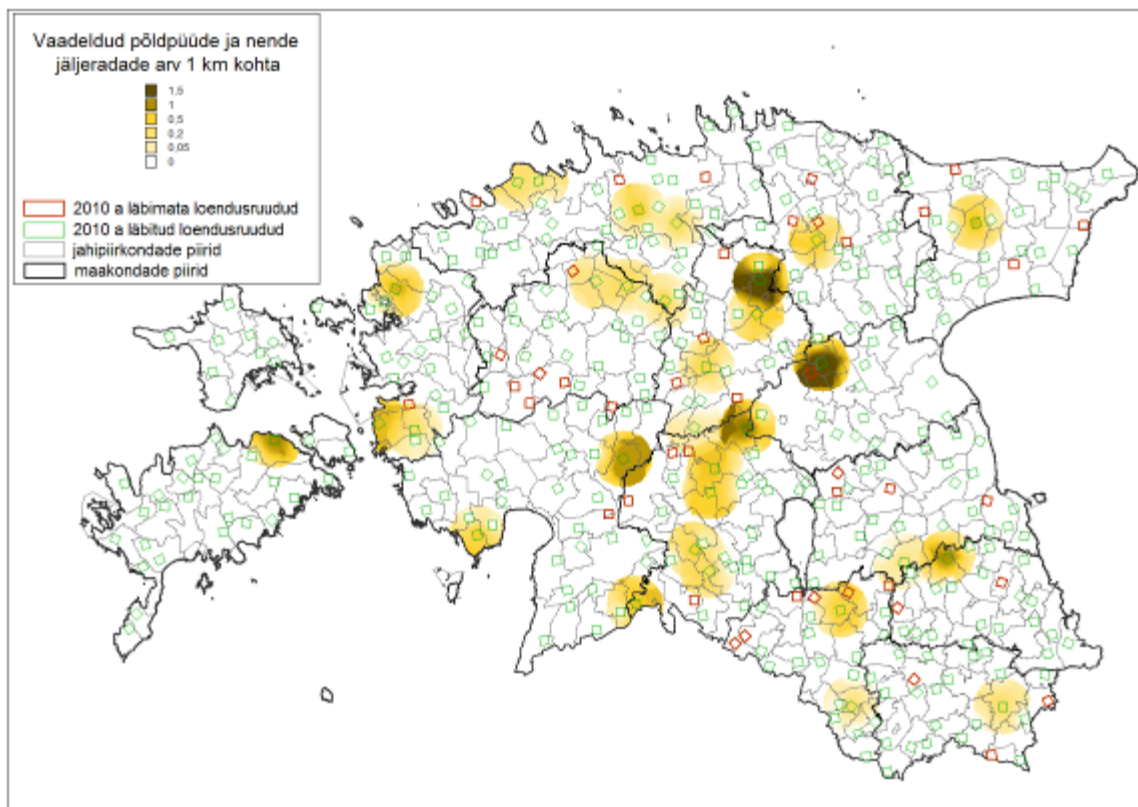 Vaadeldud põldpüüde ja nende
jäljeradade arv 1 km kohta
1,5
1
0,5
0,2
0,05
0
2010 a läbimata loendusruudud
2010 a läbitud loendusruudud
jahipiirkondade piirid
maakondade piirid